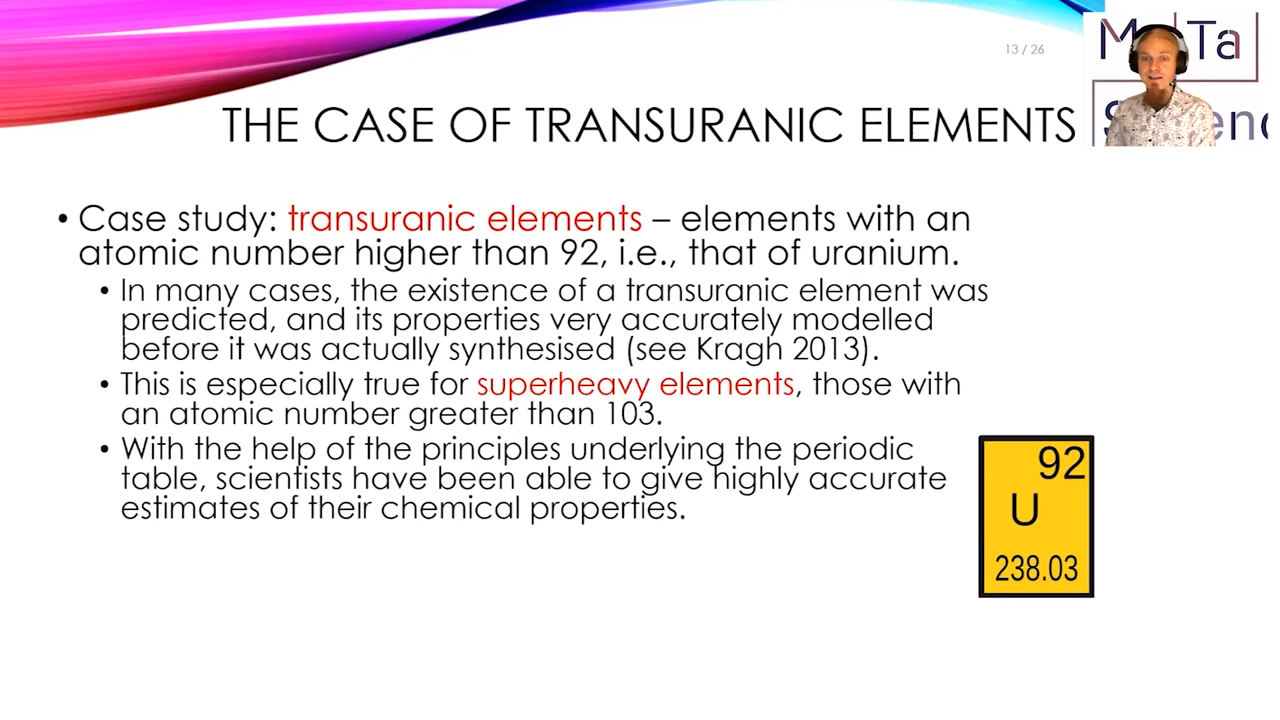 13 / 26
M Ta
THE CASE OF TRANSURANIC ELEMENTS
• Case study: transuranic elements – elements with an
atomic number higher than 92, i.e., that of uranium.
• In many cases, the existence of a transuranic element was
predicted, and its properties very accurately modelled
before it was actually synthesised (see Kragh 2013).
• This is especially true for superheavy elements, those with
an atomic number greater than 103.
• With the help of the principles underlying the periodic
table, scientists have been able to give highly accurate
estimates of their chemical properties.
92
U
238.03